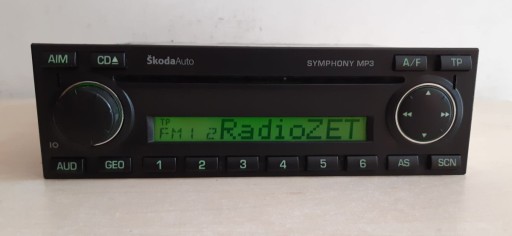 AIM CD ŠkodaAuto SYMPHONY MP3 A/F TP
TP
FM1 2 RadioZET
AUD GEO 1 2 3 4 5 6 AS SCN